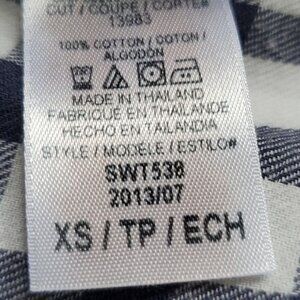 CUT / COUPE / CORTE#
13983
100% COTTON / COTON /
ALGODON
MADE IN THAILAND
FABRIQUE EN THAILANDE
HECHO EN TAILANDIA
STYLE / MODELE / ESTILO#
SWT538
2013/07
XS / TP / ECH